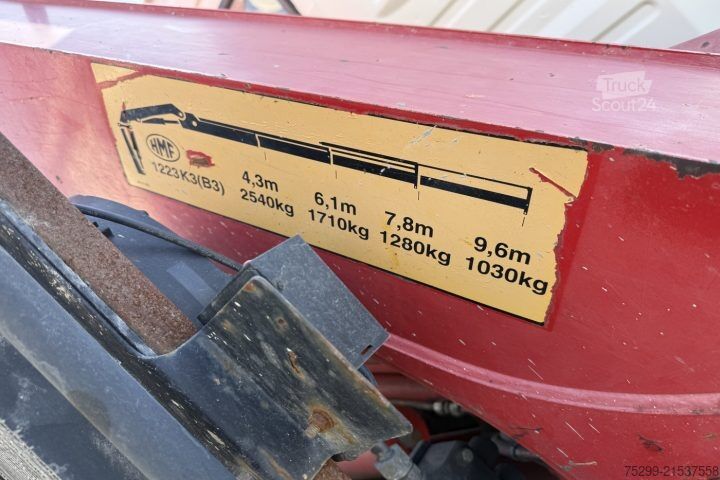 Truck
Scout24
HMF
1223K3(B3)
4,3m
2540kg
6,1m
1710kg
7,8m
1280kg
9,6m
1030kg
75299-21537558